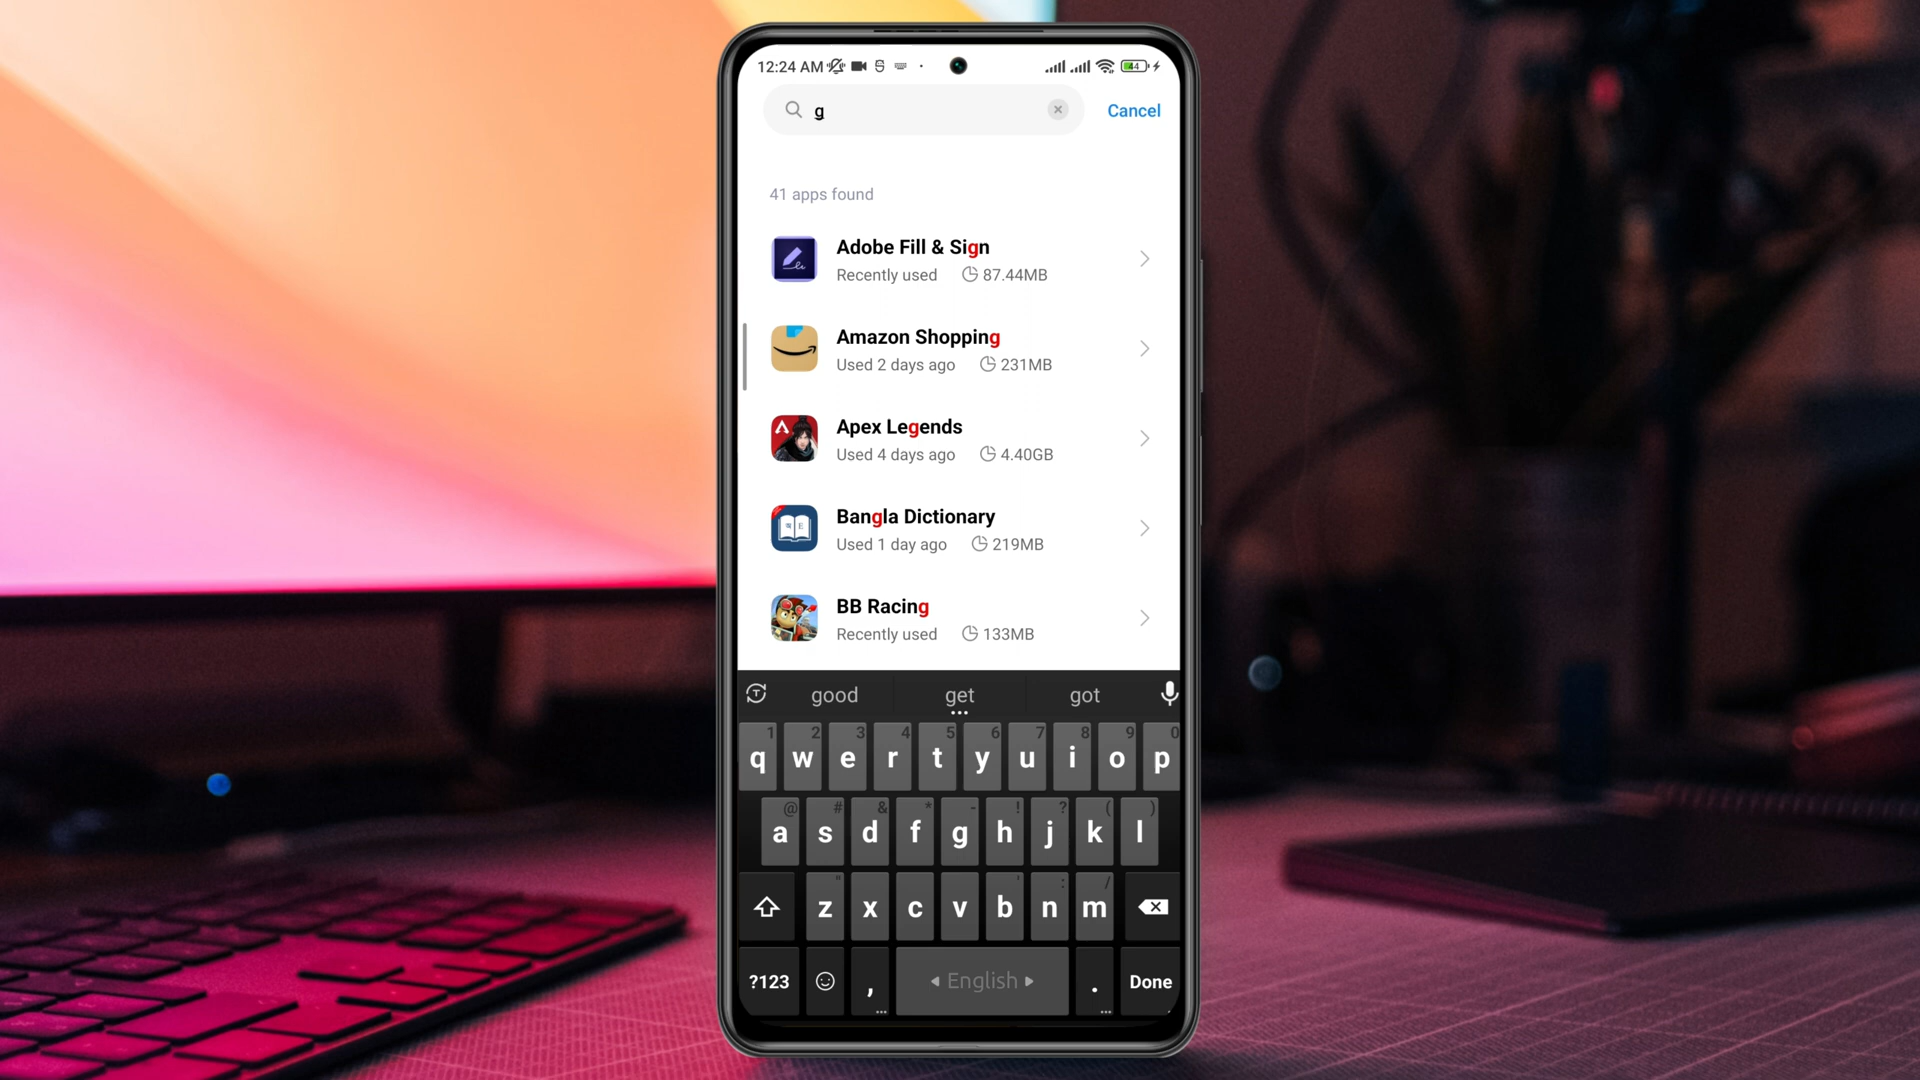 12:24 AM
44
g
Cancel
41 apps found
Adobe Fill & Sign
Recently used 87.44MB
Amazon Shopping
Used 2 days ago 231MB
Apex Legends
Used 4 days ago 4.40GB
Bangla Dictionary
Used 1 day ago 219MB
BB Racing
Recently used 133MB
good get got
1 2 3 4 5 6 7 8 9 0
q w e r t y u i o p
@ # & * - ! ? ( )
a s d f g h j k l
" ' : /
z x c v b n m
?123 , English . Done